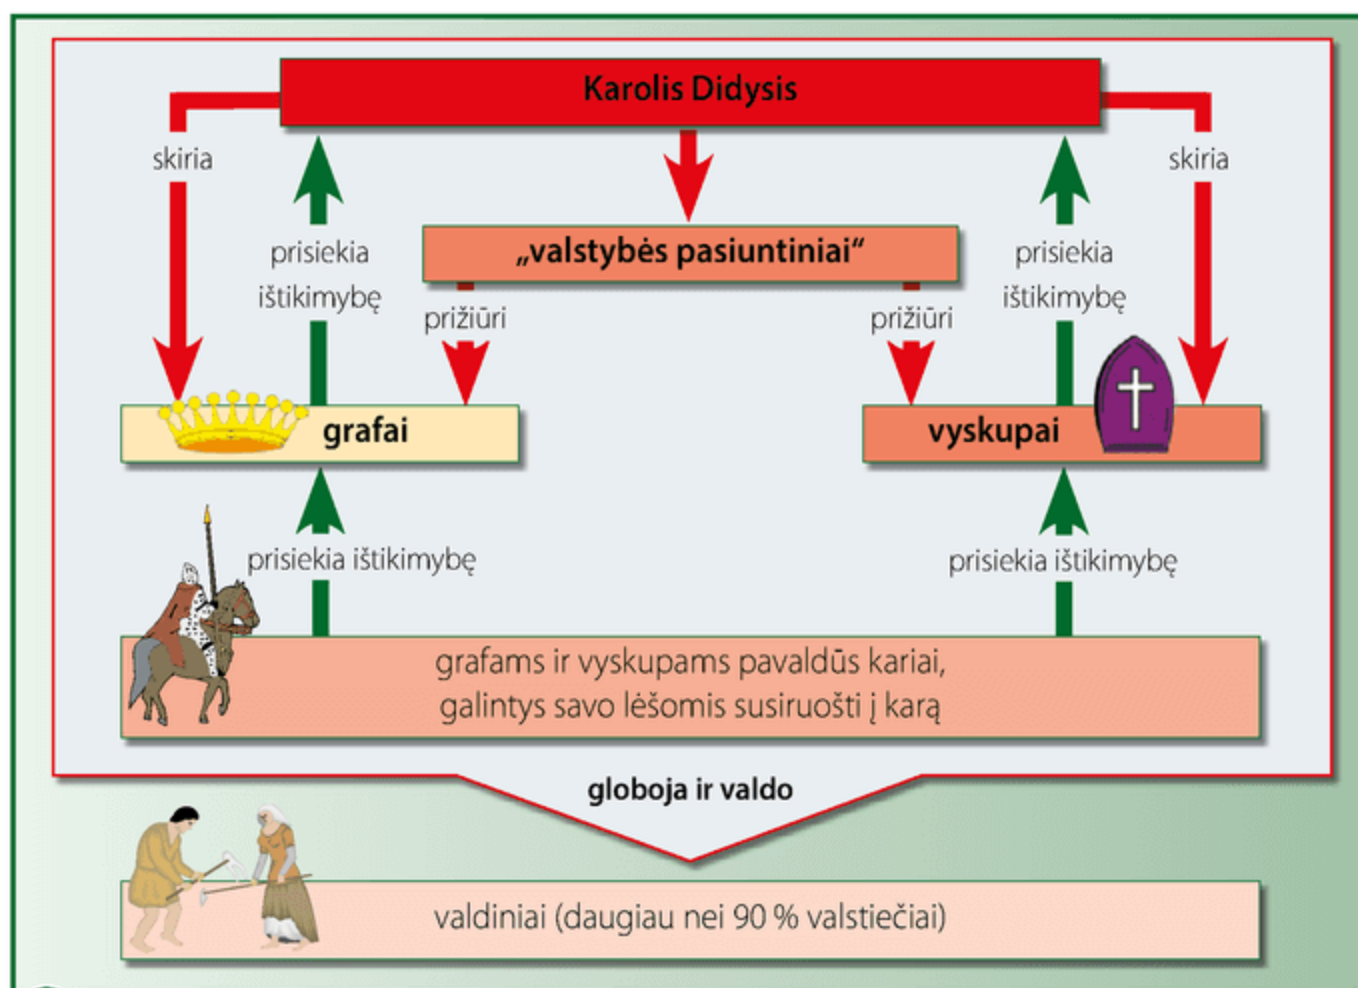 Karolis Didysis
skiria
skiria
prisiekia
ištikimybę
„valstybės pasiuntiniai“
prisiekia
ištikimybę
prižiūri
prižiūri
grafai
vyskupai
prisiekia ištikimybę
prisiekia ištikimybę
grafams ir vyskupams pavaldūs kariai,
galintys savo lėšomis susiruošti į karą
globoja ir valdo
valdiniai (daugiau nei 90 % valstiečiai)